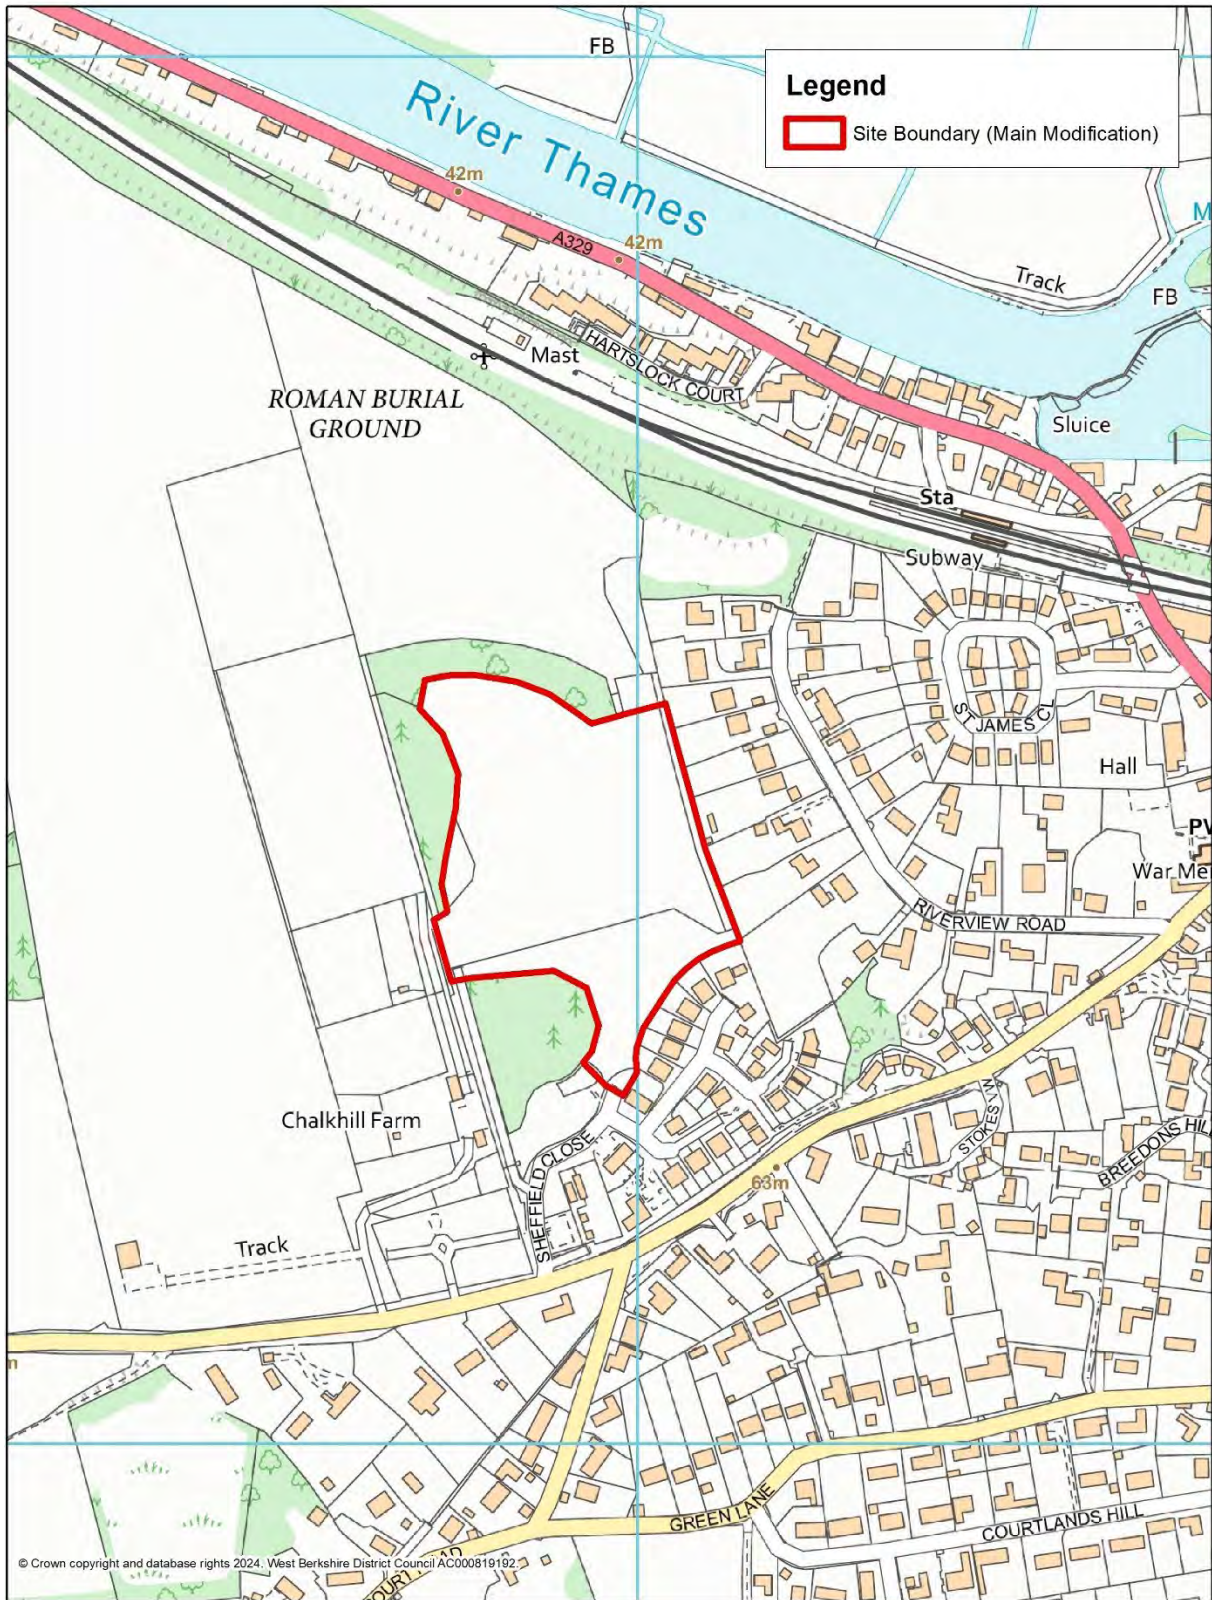 FB
Legend
Site Boundary (Main Modification)
River Thames
42m
A329
42m
Track
FB
M
HARTSLOCK COURT
Mast
ROMAN BURIAL
GROUND
Sluice
Sta
Subway
ST JAMES CL
Hall
PW
War Me
RIVERVIEW ROAD
Chalkhill Farm
SHEFFIELD CLOSE
STOKES VW
BREEDONS HILL
63m
Track
m
GREEN LANE
COURTLANDS HILL
© Crown copyright and database rights 2024. West Berkshire District Council AC000819192.